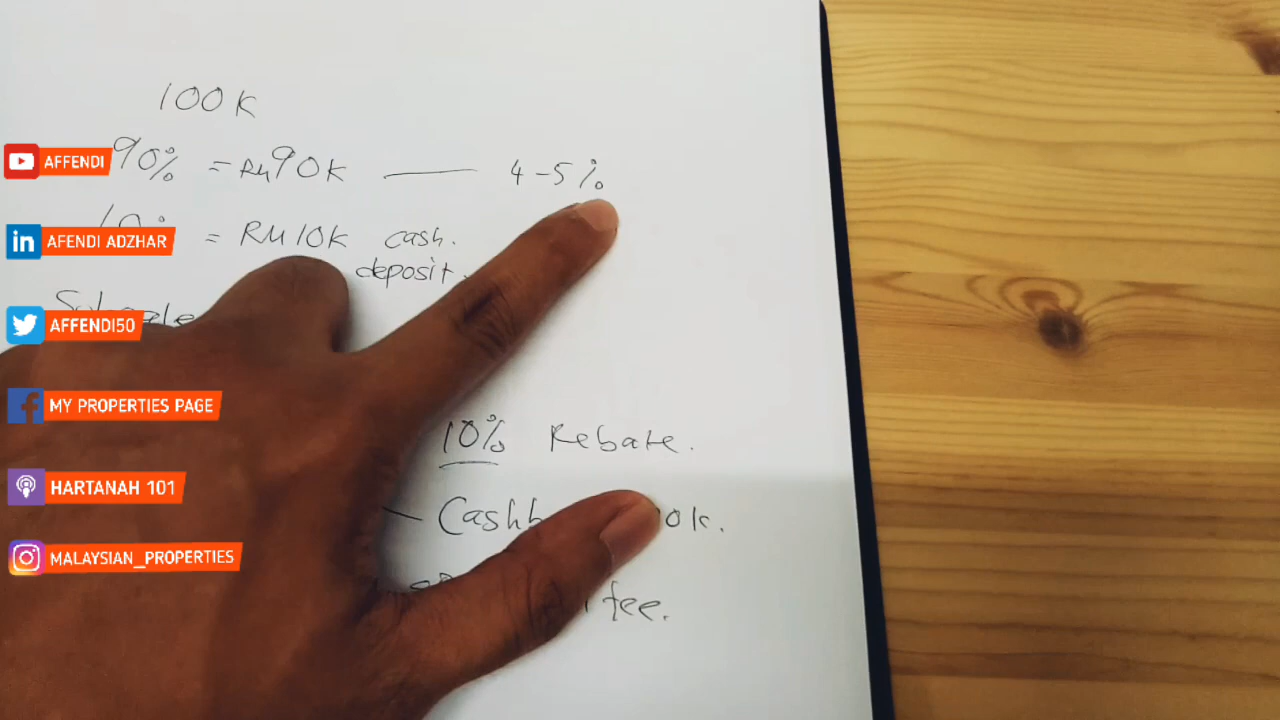 100K
90% = RM90K — 4-5%
= RM10K cash.
deposit.
10% Rebate.
fee.
AFFENDI
in AFENDI ADZHAR
AFFENDI50
MY PROPERTIES PAGE
HARTANAH 101
MALAYSIAN_PROPERTIES